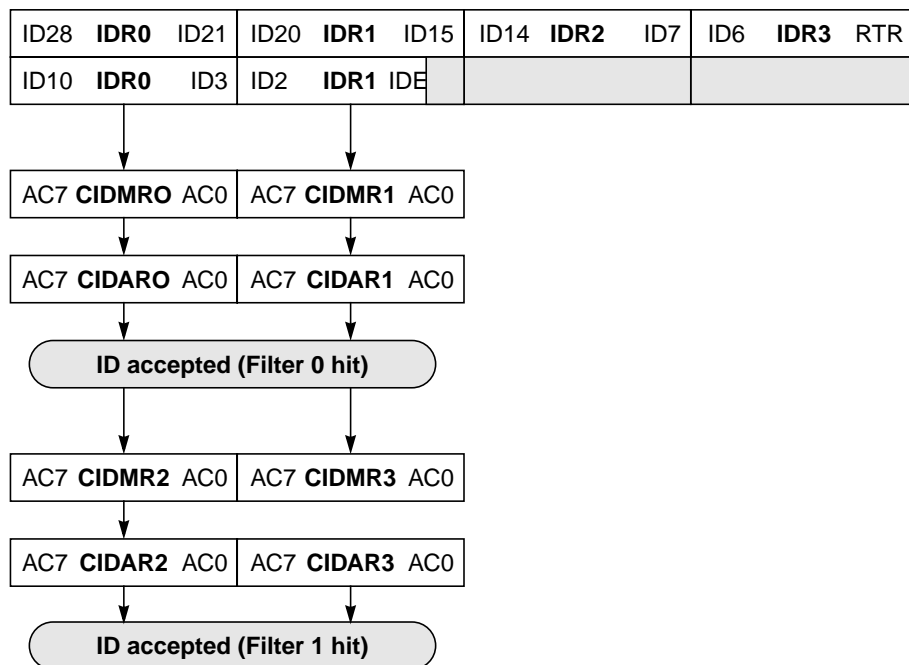 ID28 IDR0 ID21 ID20 IDR1 ID15 ID14 IDR2 ID7 ID6 IDR3 RTR
ID10 IDR0 ID3 ID2 IDR1 IDE
AC7 CIDMRO AC0 AC7 CIDMR1 AC0
AC7 CIDARO AC0 AC7 CIDAR1 AC0
ID accepted (Filter 0 hit)
AC7 CIDMR2 AC0 AC7 CIDMR3 AC0
AC7 CIDAR2 AC0 AC7 CIDAR3 AC0
ID accepted (Filter 1 hit)